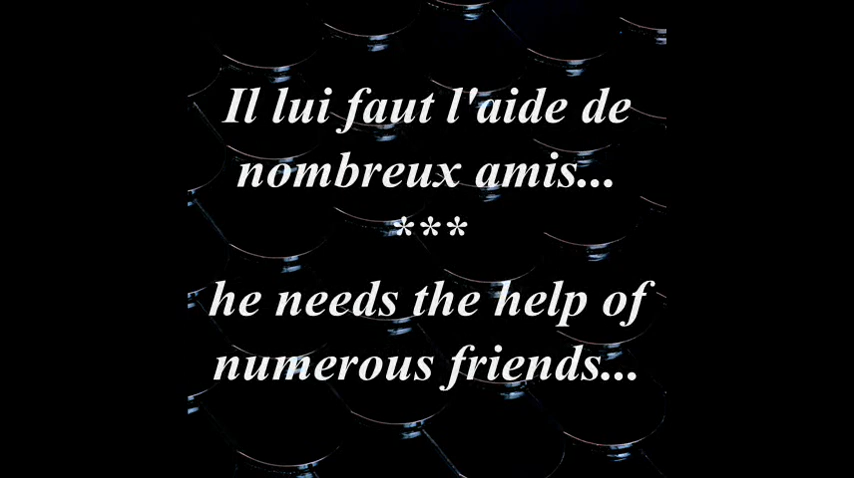 Il lui faut l'aide de
nombreux amis...
***
he needs the help of
numerous friends...